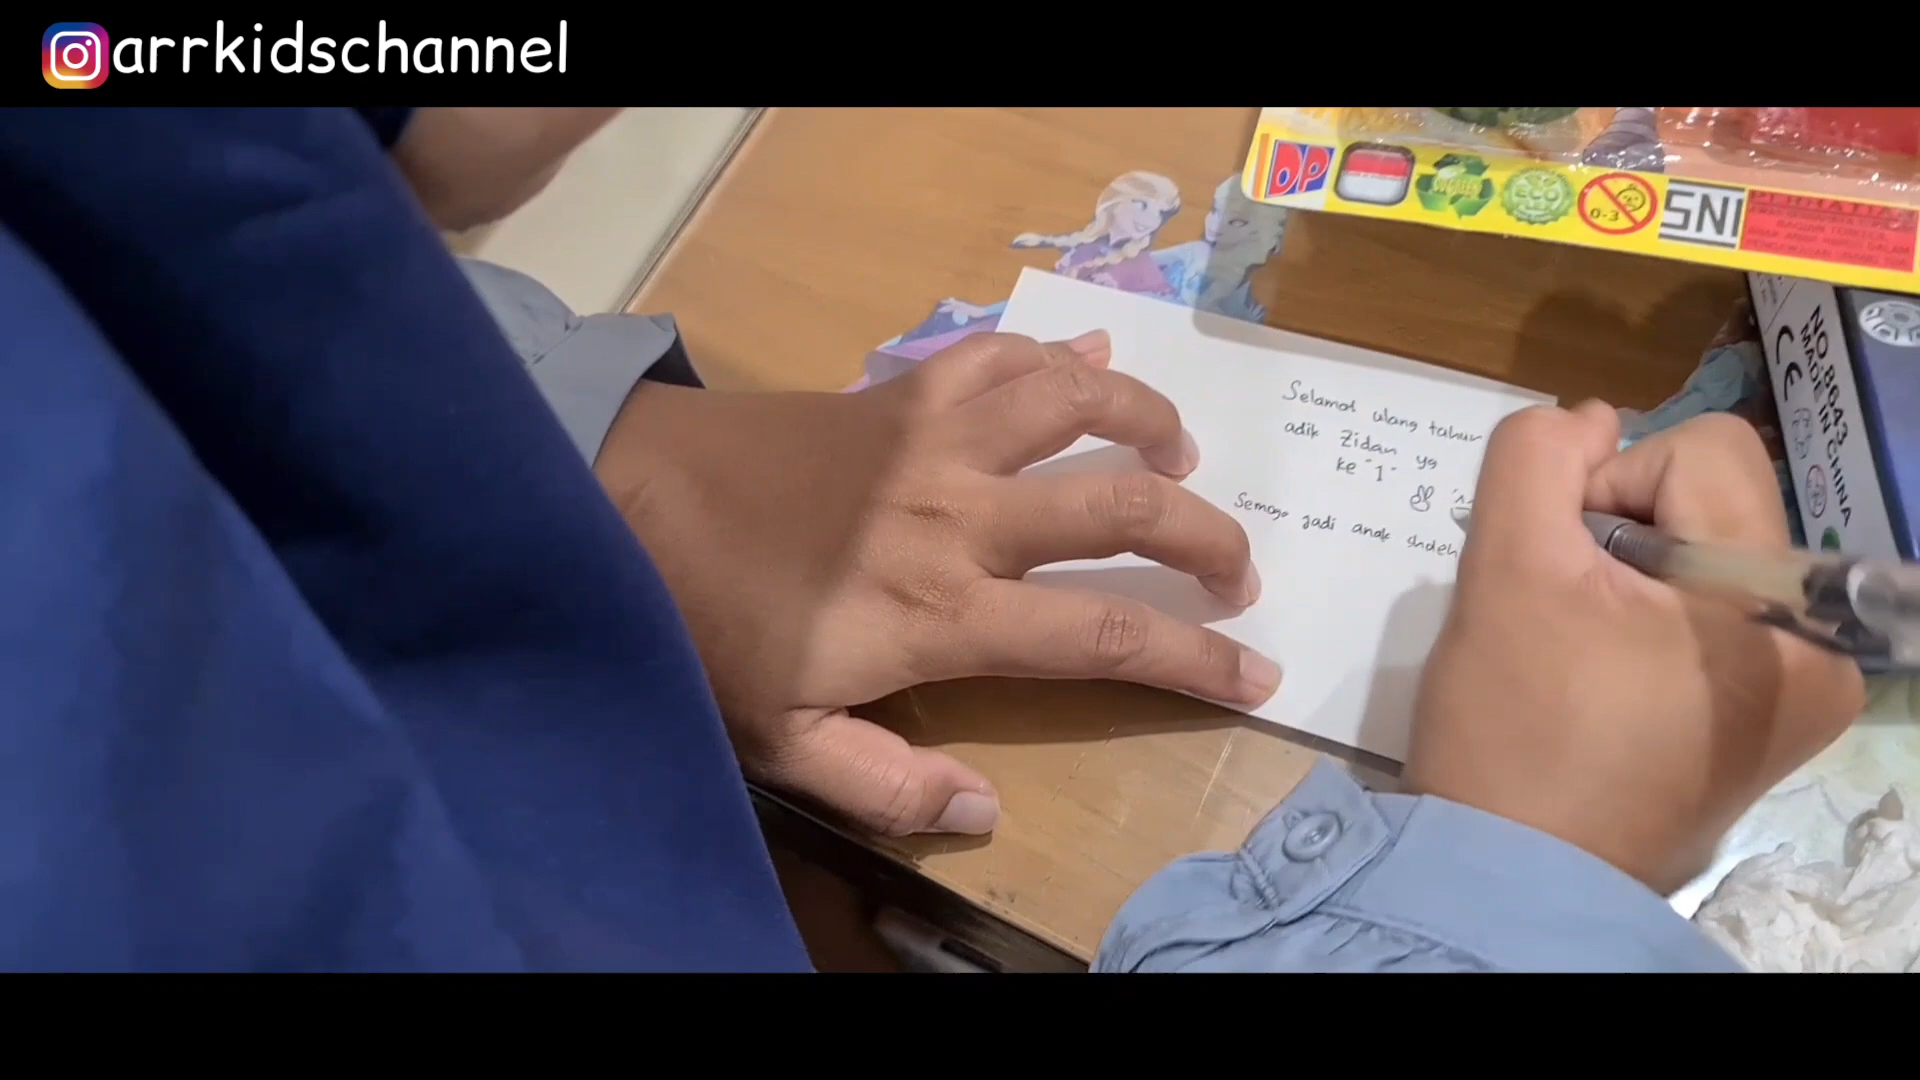 arrkidschannel
DP
0-3
SNI
NO.8643
MADE IN CHINA
CE
Selamat ulang tahun
adik Zidan yg
ke "1"
Semoga jadi anak sholeh